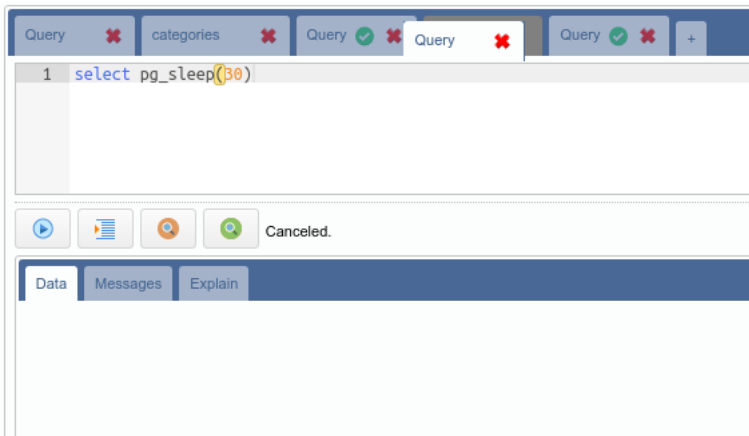 Query categories Query Query Query +
1 select pg_sleep(30)
Canceled.
Data Messages Explain